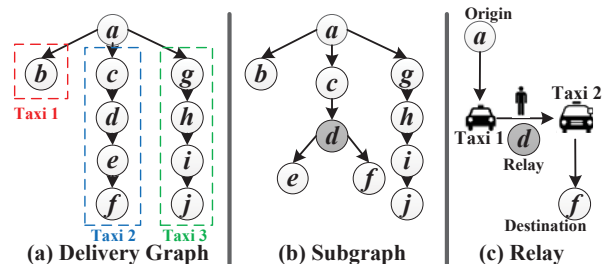 a
b
c
g
Taxi 1
d
h
e
i
f
j
Taxi 2
Taxi 3
(a) Delivery Graph
a
b
c
g
d
h
e
f
i
j
(b) Subgraph
Origin
a
Taxi 2
Taxi 1
d
Relay
f
Destination
(c) Relay